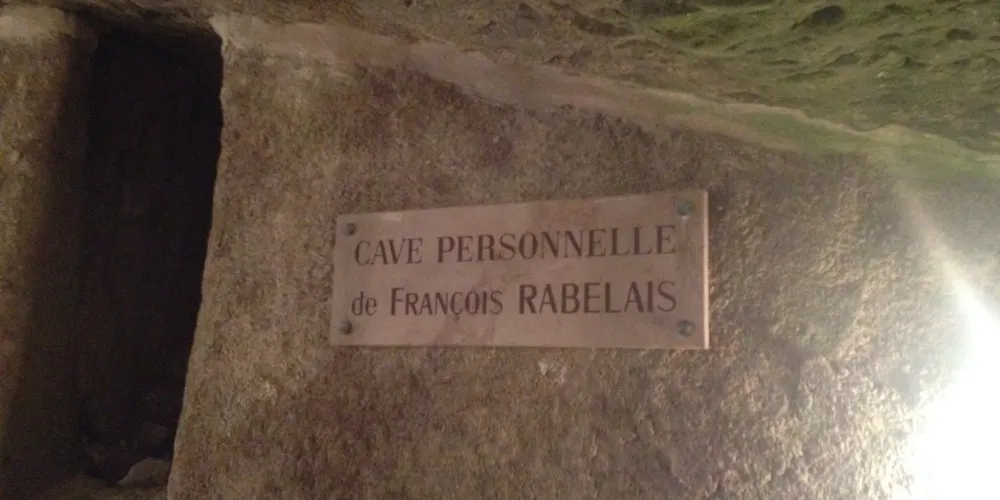 CAVE PERSONNELLE
de FRANÇOIS RABELAIS